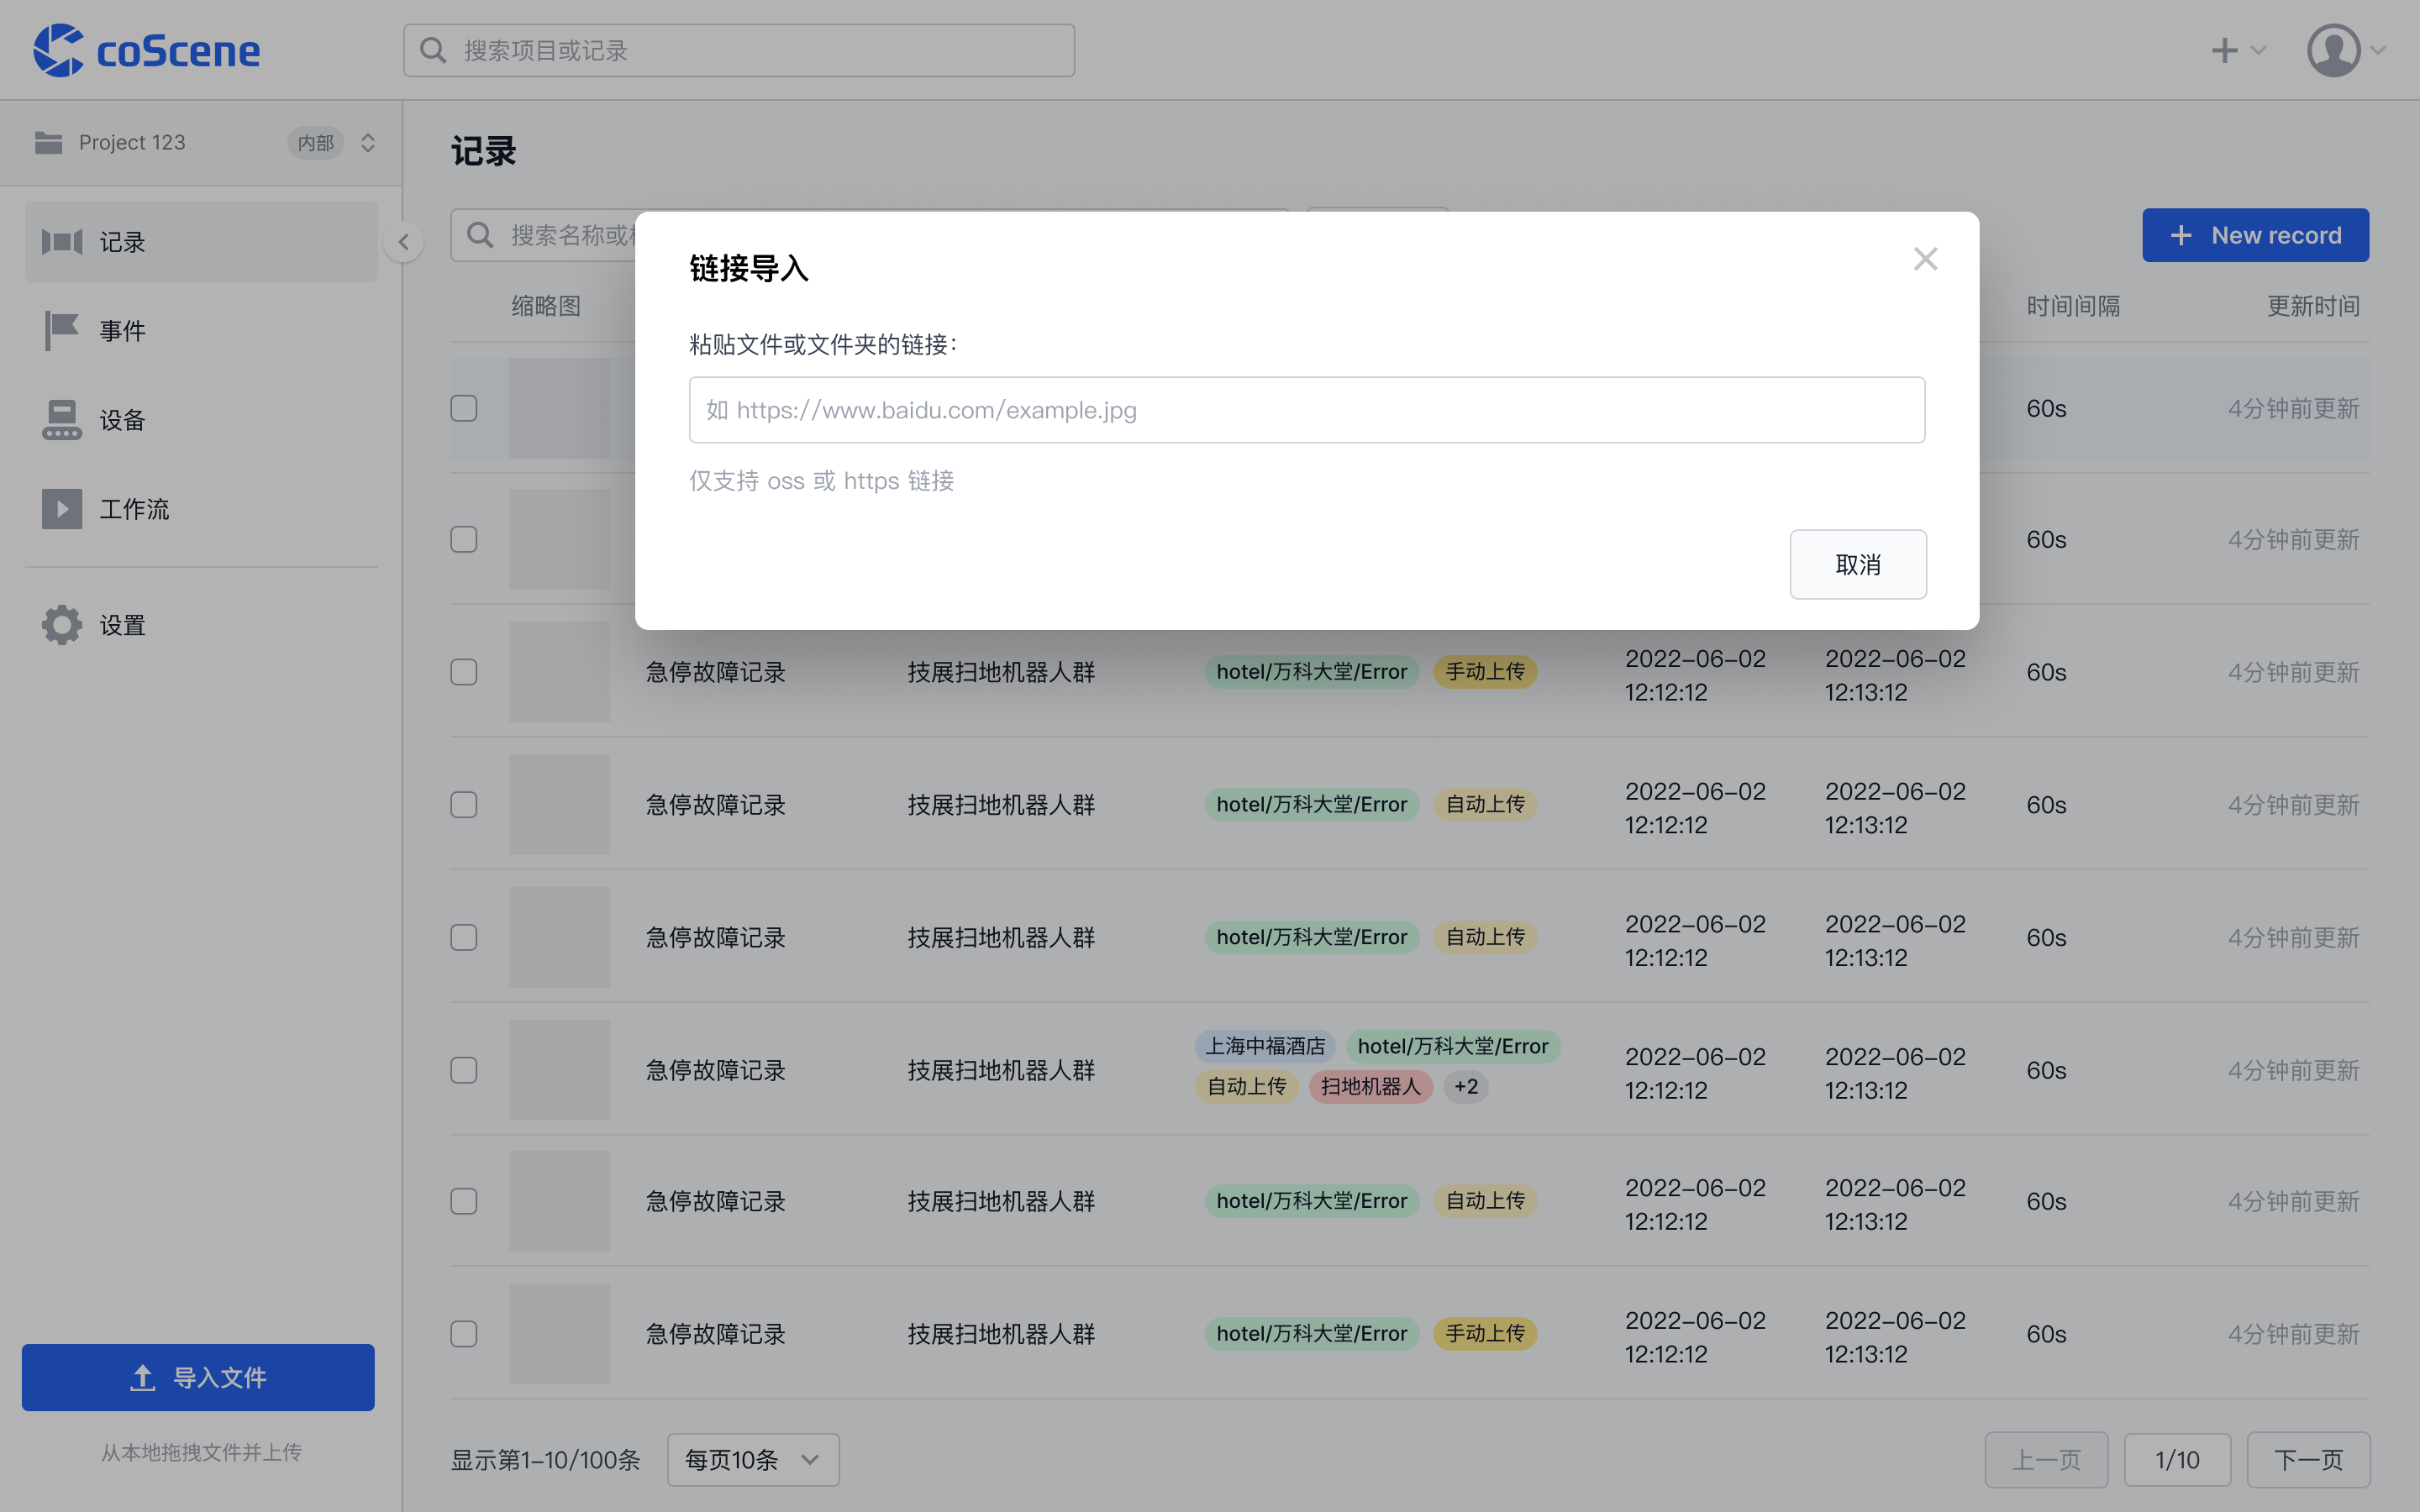 coScene
搜索项目或记录
Project 123
内部
记录
事件
设备
工作流
设置
导入文件
从本地拖拽文件并上传
记录
搜索名称或
New record
缩略图
时间间隔
更新时间
60s
4分钟前更新
60s
4分钟前更新
链接导入
粘贴文件或文件夹的链接：
如 https://www.baidu.com/example.jpg
仅支持 oss 或 https 链接
取消
急停故障记录 技展扫地机器人群 hotel/万科大堂/Error 手动上传 2022-06-02 12:12:12 2022-06-02 12:13:12 60s 4分钟前更新
急停故障记录 技展扫地机器人群 hotel/万科大堂/Error 自动上传 2022-06-02 12:12:12 2022-06-02 12:13:12 60s 4分钟前更新
急停故障记录 技展扫地机器人群 hotel/万科大堂/Error 自动上传 2022-06-02 12:12:12 2022-06-02 12:13:12 60s 4分钟前更新
急停故障记录 技展扫地机器人群 上海中福酒店 hotel/万科大堂/Error 自动上传 扫地机器人 +2 2022-06-02 12:12:12 2022-06-02 12:13:12 60s 4分钟前更新
急停故障记录 技展扫地机器人群 hotel/万科大堂/Error 自动上传 2022-06-02 12:12:12 2022-06-02 12:13:12 60s 4分钟前更新
急停故障记录 技展扫地机器人群 hotel/万科大堂/Error 手动上传 2022-06-02 12:12:12 2022-06-02 12:13:12 60s 4分钟前更新
显示第1-10/100条
每页10条
上一页
1/10
下一页